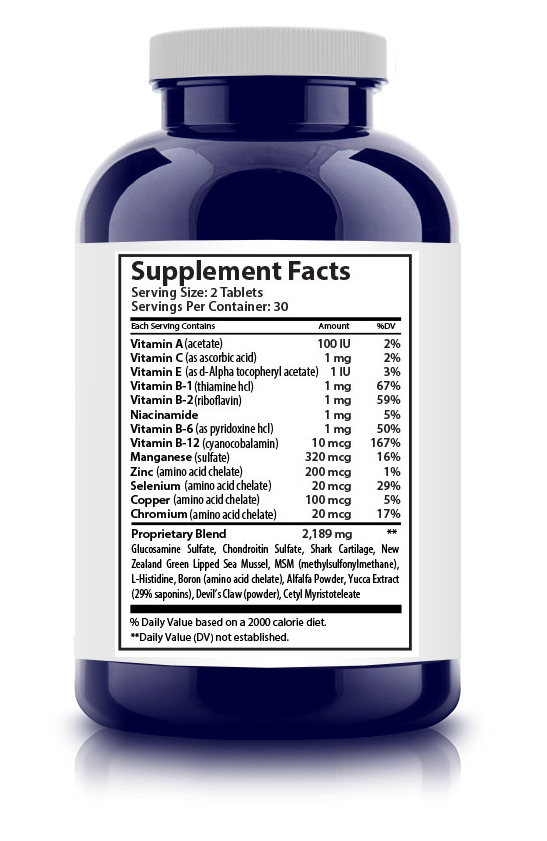 Supplement Facts
Serving Size: 2 Tablets
Servings Per Container: 30
Each Serving Contains Amount %DV
Vitamin A (acetate) 100 IU 2%
Vitamin C (as ascorbic acid) 1 mg 2%
Vitamin E (as d-Alpha tocopheryl acetate) 1 IU 3%
Vitamin B-1 (thiamine hcl) 1 mg 67%
Vitamin B-2 (riboflavin) 1 mg 59%
Niacinamide 1 mg 5%
Vitamin B-6 (as pyridoxine hcl) 1 mg 50%
Vitamin B-12 (cyanocobalamin) 10 mcg 167%
Manganese (sulfate) 320 mcg 16%
Zinc (amino acid chelate) 200 mcg 1%
Selenium (amino acid chelate) 20 mcg 29%
Copper (amino acid chelate) 100 mcg 5%
Chromium (amino acid chelate) 20 mcg 17%
Proprietary Blend 2,189 mg **
Glucosamine Sulfate, Chondroitin Sulfate, Shark Cartilage, New
Zealand Green Lipped Sea Mussel, MSM (methylsulfonylmethane),
L-Histidine, Boron (amino acid chelate), Alfalfa Powder, Yucca Extract
(29% saponins), Devil's Claw (powder), Cetyl Myristoteleate
% Daily Value based on a 2000 calorie diet.
**Daily Value (DV) not established.